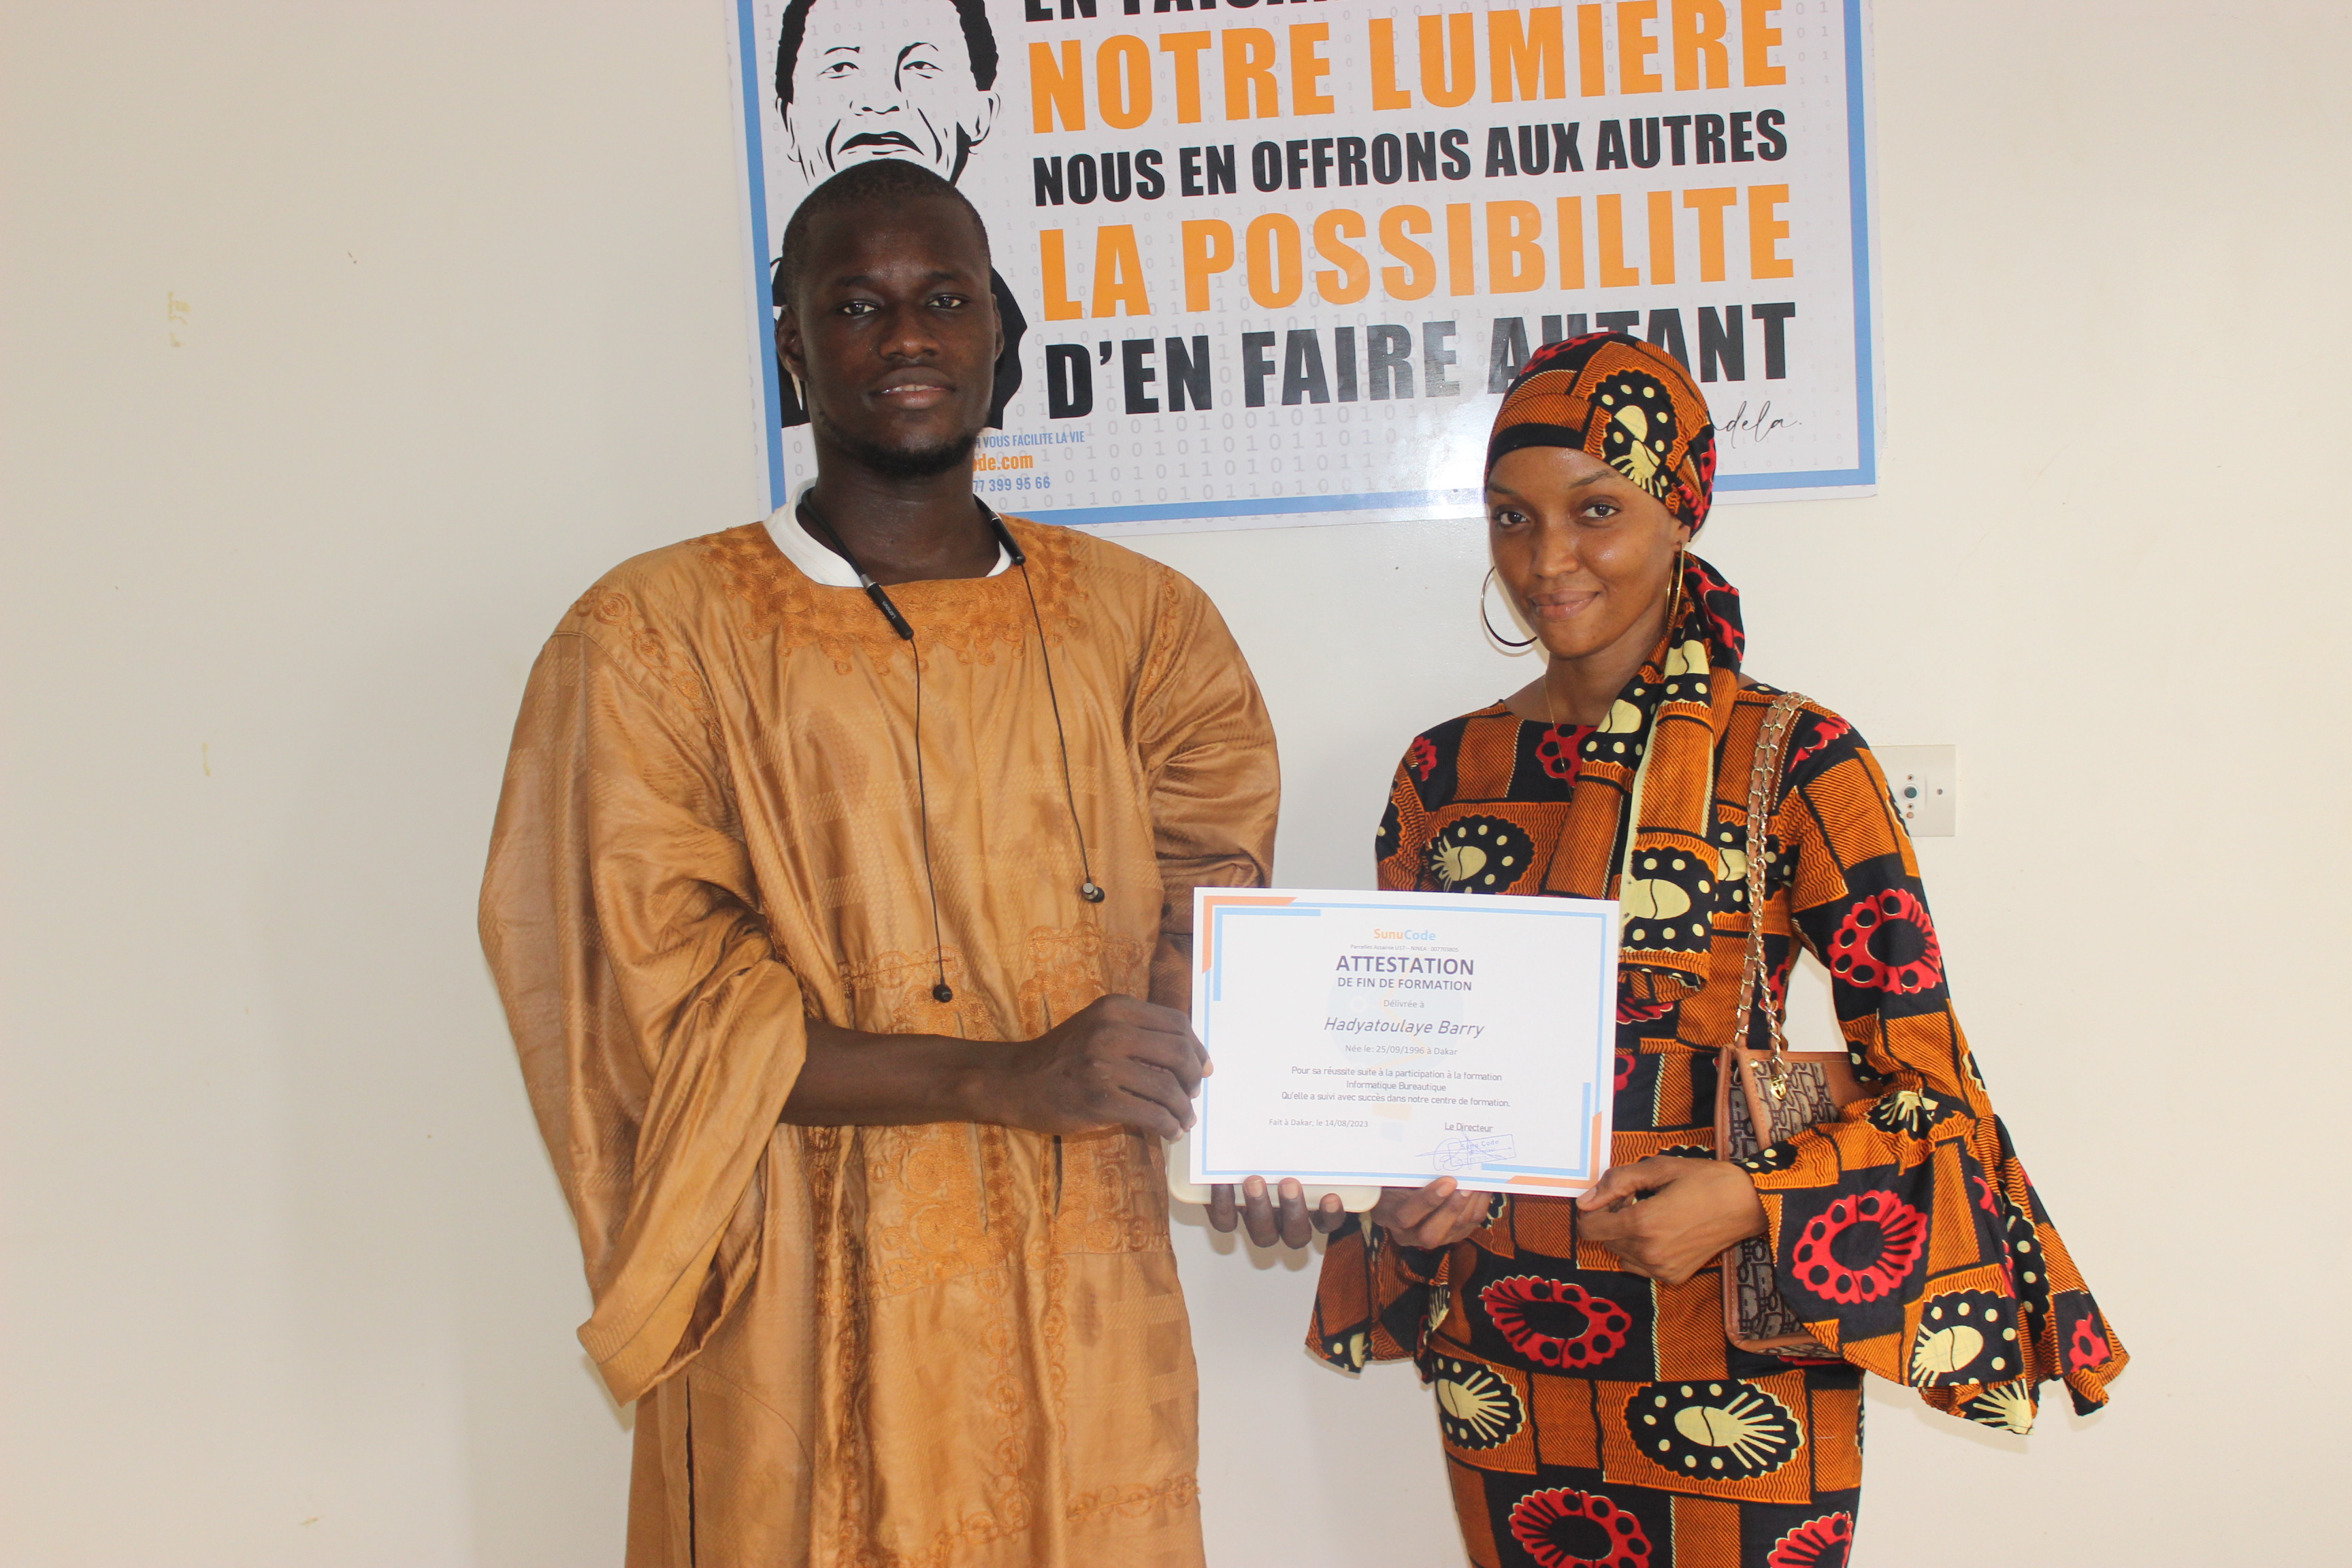 NOTRE LUMIERE
NOUS EN OFFRONS AUX AUTRES
LA POSSIBILITE
D'EN FAIRE AUTANT
VOUS FACILITE LA VIE
de.com
77 399 95 66
SunuCode
ATTESTATION
DE FIN DE FORMATION
Délivrée à
Hadyatoulaye Barry
Née le: 25/09/1996 à Dakar
Pour sa réussite suite à la participation à la formation
Informatique Bureautique
Qu'elle a suivi avec succès dans notre centre de formation.
Fait à Dakar, le 14/08/2023
Le Directeur